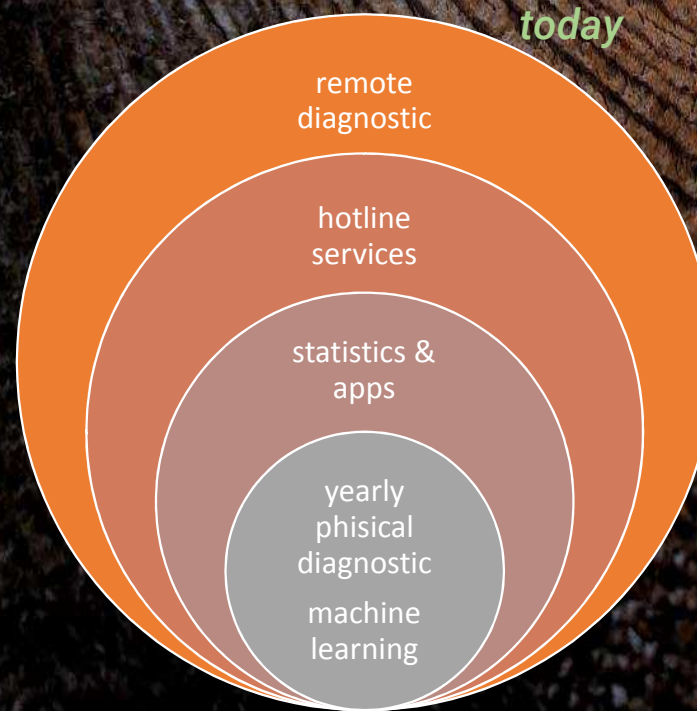 today
remote
diagnostic
hotline
services
statistics &
apps
yearly
phisical
diagnostic
machine
learning